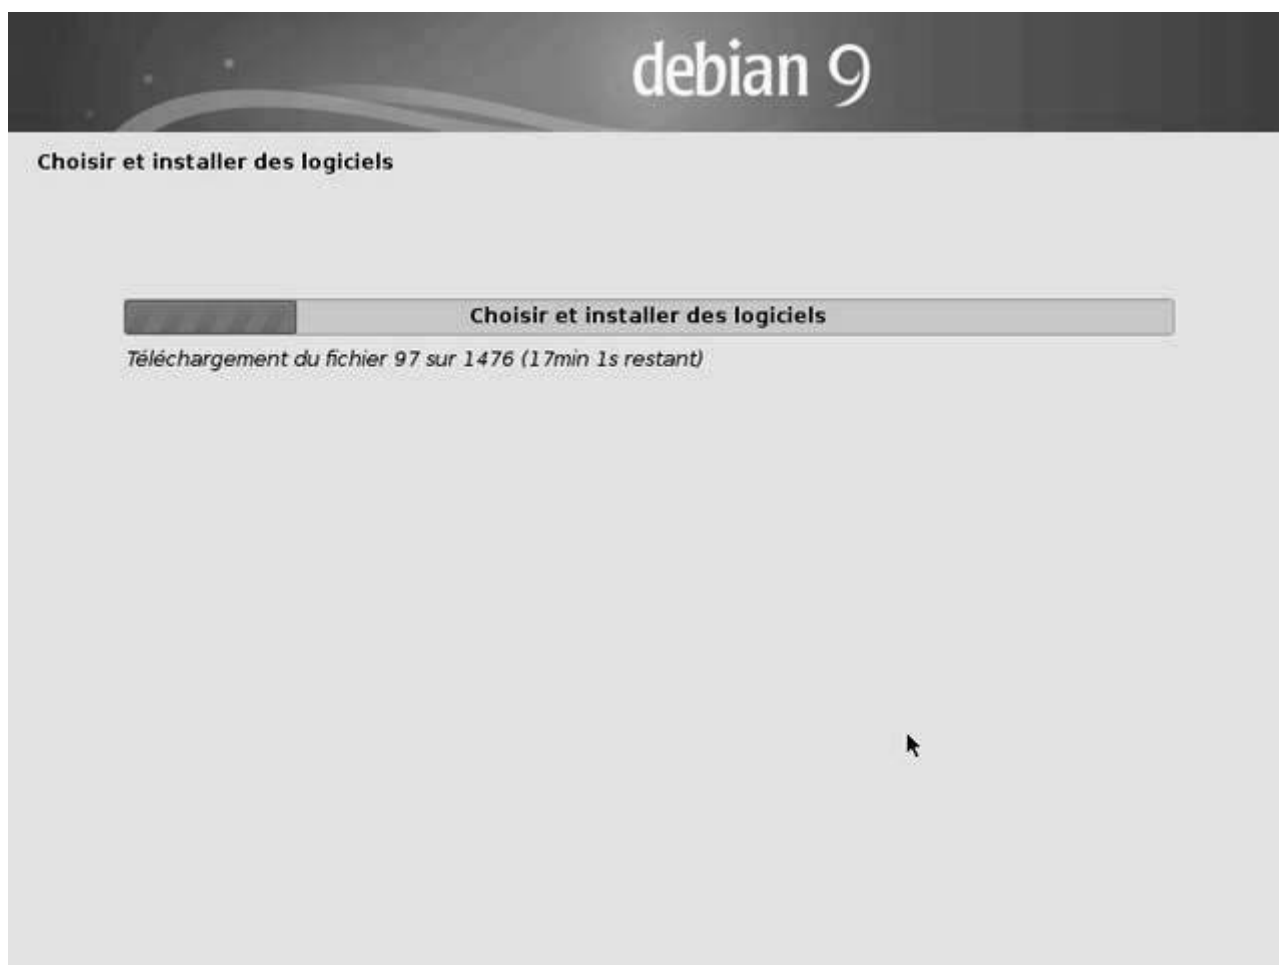 debian 9
Choisir et installer des logiciels
Choisir et installer des logiciels
Téléchargement du fichier 97 sur 1476 (17min 1s restant)